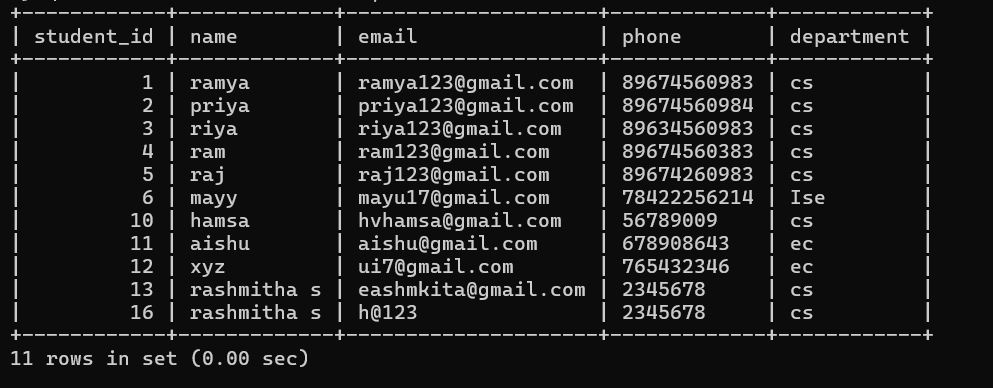 +------------+-------------+---------------------+-------------+------------+
| student_id | name        | email               | phone       | department |
+------------+-------------+---------------------+-------------+------------+
|          1 | ramya       | ramya123@gmail.com  | 89674560983 | cs         |
|          2 | priya       | priya123@gmail.com  | 89674560984 | cs         |
|          3 | riya        | riya123@gmail.com   | 89634560983 | cs         |
|          4 | ram         | ram123@gmail.com    | 89674560383 | cs         |
|          5 | raj         | raj123@gmail.com    | 89674260983 | cs         |
|          6 | mayy        | mayu17@gmail.com    | 78422256214 | Ise        |
|         10 | hamsa       | hvhamsa@gmail.com   | 56789009    | cs         |
|         11 | aishu       | aishu@gmail.com     | 678908643   | ec         |
|         12 | xyz         | ui7@gmail.com       | 765432346   | ec         |
|         13 | rashmitha s | eashmkita@gmail.com | 2345678     | cs         |
|         16 | rashmitha s | h@123               | 2345678     | cs         |
+------------+-------------+---------------------+-------------+------------+
11 rows in set (0.00 sec)